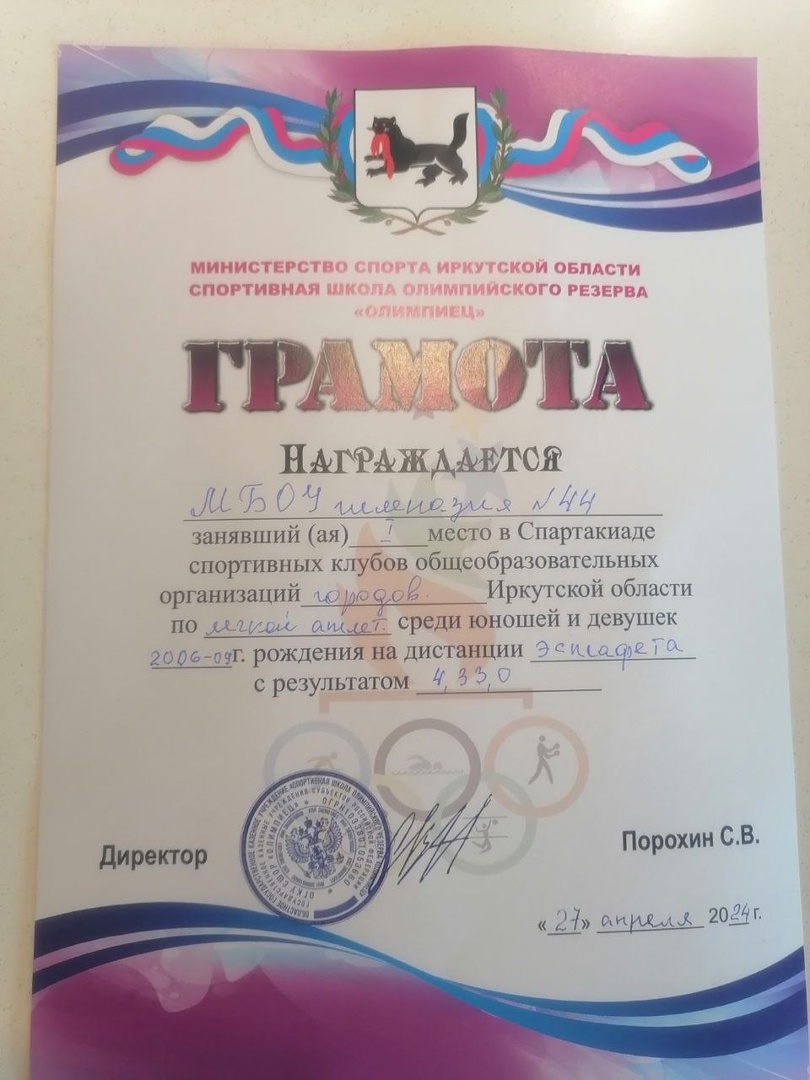 МИНИСТЕРСТВО СПОРТА ИРКУТСКОЙ ОБЛАСТИ
СПОРТИВНАЯ ШКОЛА ОЛИМПИЙСКОГО РЕЗЕРВА
«ОЛИМПИЕЦ»
ГРАМОТА
НАГРАЖДАЕТСЯ
МБОУ гимназия №44
занявший (ая) I место в Спартакиаде
спортивных клубов общеобразовательных
организаций городов. Иркутской области
по легкой атлет. среди юношей и девушек
2006-09г. рождения на дистанции Эстафета
с результатом 4,33,0
Директор
Порохин С.В.
«27» апреля 2024г.